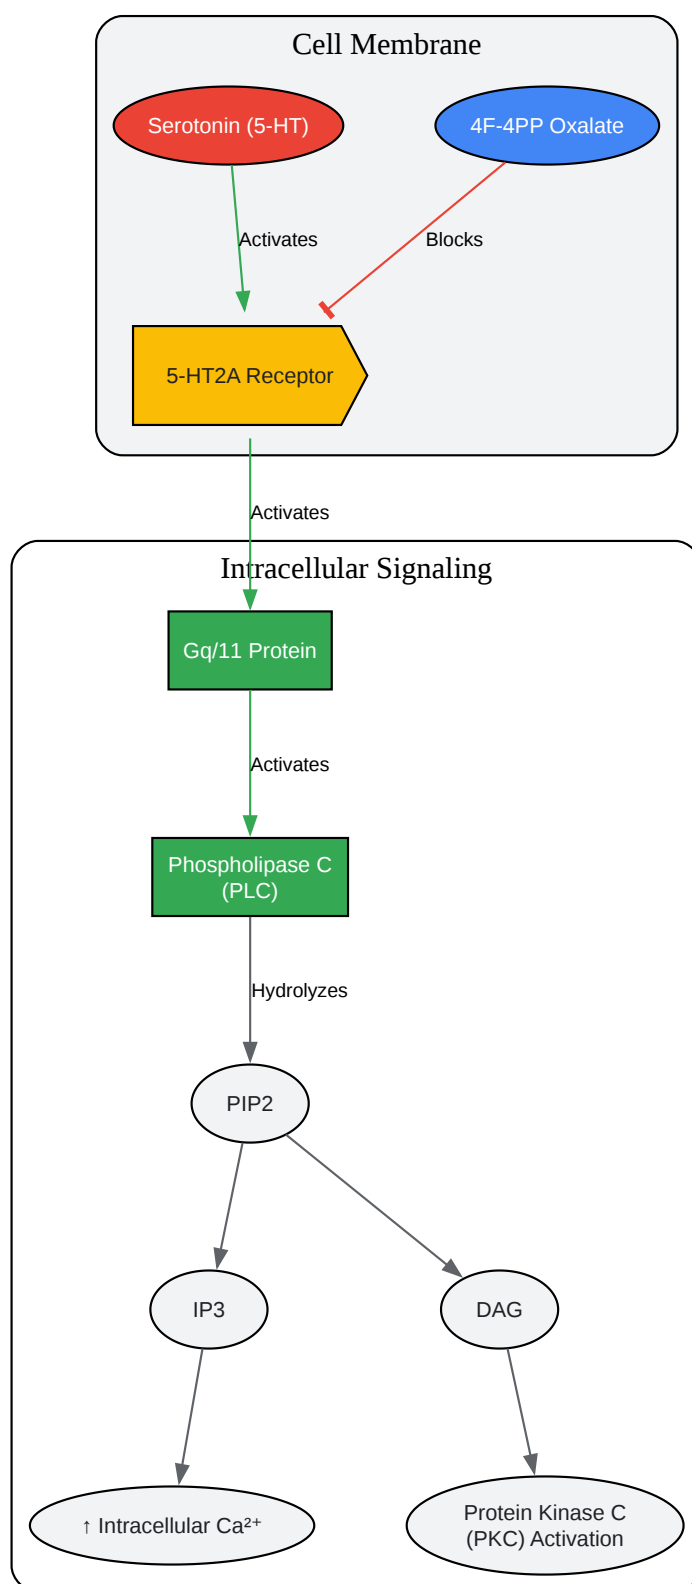 Cell Membrane
Serotonin (5-HT)
4F-4PP Oxalate
Activates
Blocks
5-HT2A Receptor
Activates
Intracellular Signaling
Gq/11 Protein
Activates
Phospholipase C
(PLC)
Hydrolyzes
PIP2
IP3
DAG
↑ Intracellular Ca²⁺
Protein Kinase C
(PKC) Activation